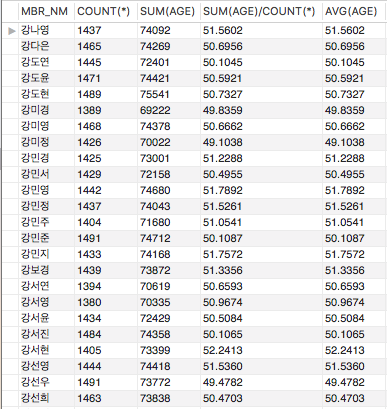 MBR_NM COUNT(*) SUM(AGE) SUM(AGE)/COUNT(*) AVG(AGE)
강나영 1437 74092 51.5602 51.5602
강다은 1465 74269 50.6956 50.6956
강도연 1445 72401 50.1045 50.1045
강도윤 1471 74421 50.5921 50.5921
강도현 1489 75541 50.7327 50.7327
강미경 1389 69222 49.8359 49.8359
강미영 1468 74378 50.6662 50.6662
강미정 1426 70022 49.1038 49.1038
강민경 1425 73001 51.2288 51.2288
강민서 1429 72158 50.4955 50.4955
강민영 1442 74680 51.7892 51.7892
강민정 1437 74043 51.5261 51.5261
강민주 1404 71680 51.0541 51.0541
강민준 1491 74712 50.1087 50.1087
강민지 1433 74168 51.7572 51.7572
강보경 1439 73872 51.3356 51.3356
강서연 1394 70619 50.6593 50.6593
강서영 1380 70335 50.9674 50.9674
강서윤 1434 72429 50.5084 50.5084
강서진 1484 74358 50.1065 50.1065
강서현 1405 73399 52.2413 52.2413
강선영 1444 74418 51.5360 51.5360
강선우 1491 73772 49.4782 49.4782
강선희 1463 73838 50.4703 50.4703